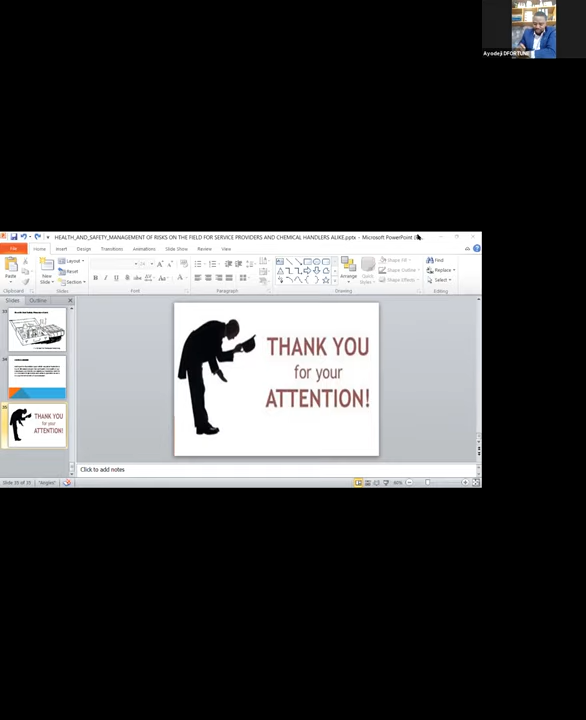 Ayodeji DFORTUNE
HEALTH_AND_SAFETY_MANAGEMENT OF RISKS ON THE FIELD FOR SERVICE PROVIDERS AND CHEMICAL HANDLERS ALIKE.pptx - Microsoft PowerPoint
File Home Insert Design Transitions Animations Slide Show Review View
Paste
New
Slide
Layout
Reset
Section
Shape Fill
Shape Outline
Shape Effects
Arrange
Quick
Styles
Find
Replace
Select
Clipboard Slides Font Paragraph Drawing Editing
Slides Outline
33
34
35
THANK YOU
for your
ATTENTION!
THANK YOU
for your
ATTENTION!
Click to add notes
Slide 35 of 35 "Angles"